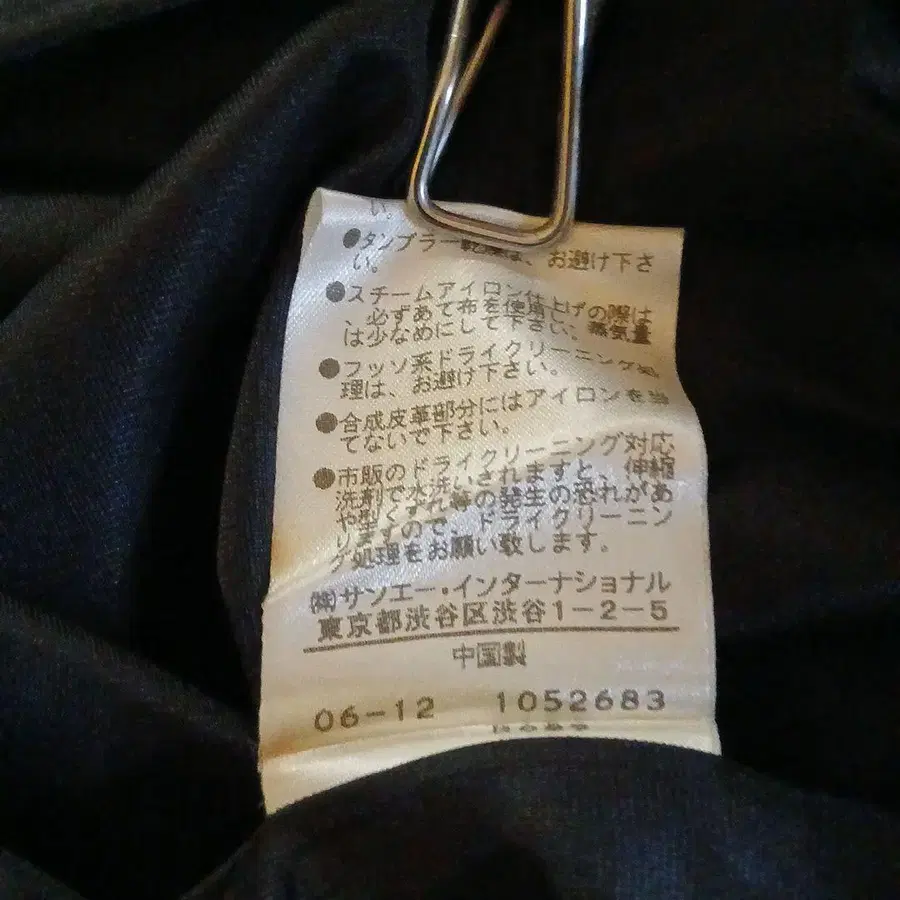 い。
●タンブラー乾燥は、お避け下さ
い。
●スチームアイロン仕上げの際は
、必ずあて布を使用し、蒸気量
は少なめにして下さい。
●フッソ系ドライクリーニング処
理は、お避け下さい。
●合成皮革部分にはアイロンを当
てないで下さい。
●市販のドライクリーニング対応
洗剤で水洗いされますと、伸縮
や型くずれ等の発生の恐れがあ
りますので、ドライクリーニン
グ処理をお願い致します。
㈱サンエー・インターナショナル
東京都渋谷区渋谷1-2-5
中国製
06-12 1052683